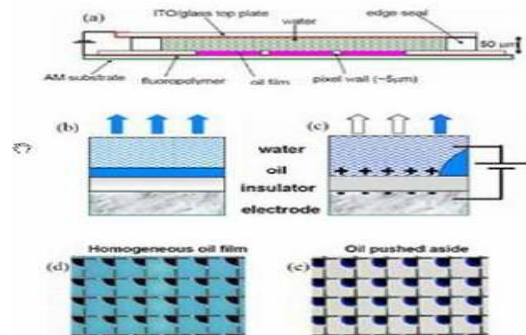 (a)
ITO/glass top plate
water
edge seal
50 μm
AM substrate
fluoropolymer
oil film
pixel wall (~5μm)
(b)
(c)
water
oil
insulator
electrode
Homogeneous oil film
Oil pushed aside
(d)
(e)